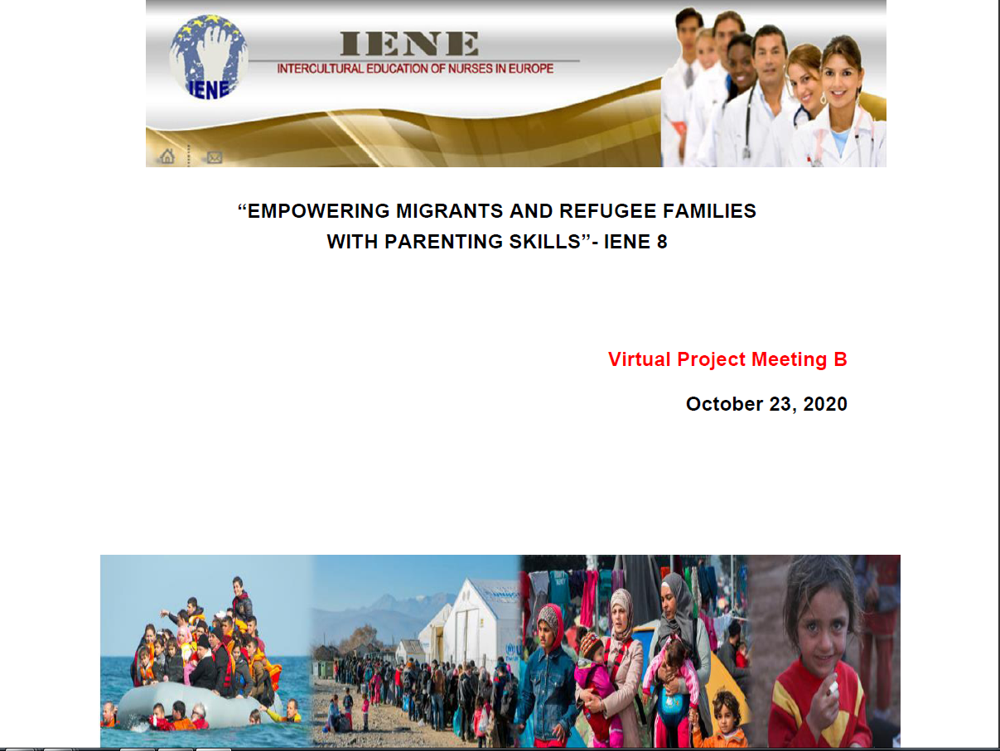 IENE
INTERCULTURAL EDUCATION OF NURSES IN EUROPE
IENE
“EMPOWERING MIGRANTS AND REFUGEE FAMILIES
WITH PARENTING SKILLS”- IENE 8
Virtual Project Meeting B
October 23, 2020